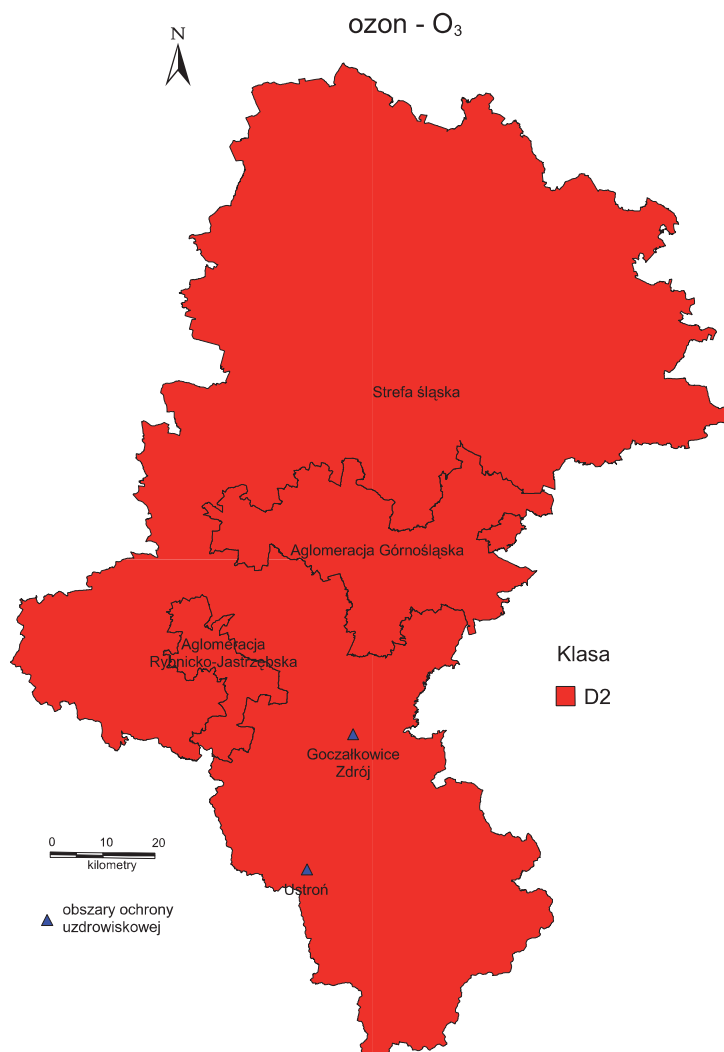 ozon - O₃
N
Strefa śląska
Aglomeracja Górnośląska
Aglomeracja
Rybnicko-Jastrzębska
Klasa
D2
Goczałkowice
Zdrój
0 10 20
kilometry
Ustroń
obszary ochrony
uzdrowiskowej